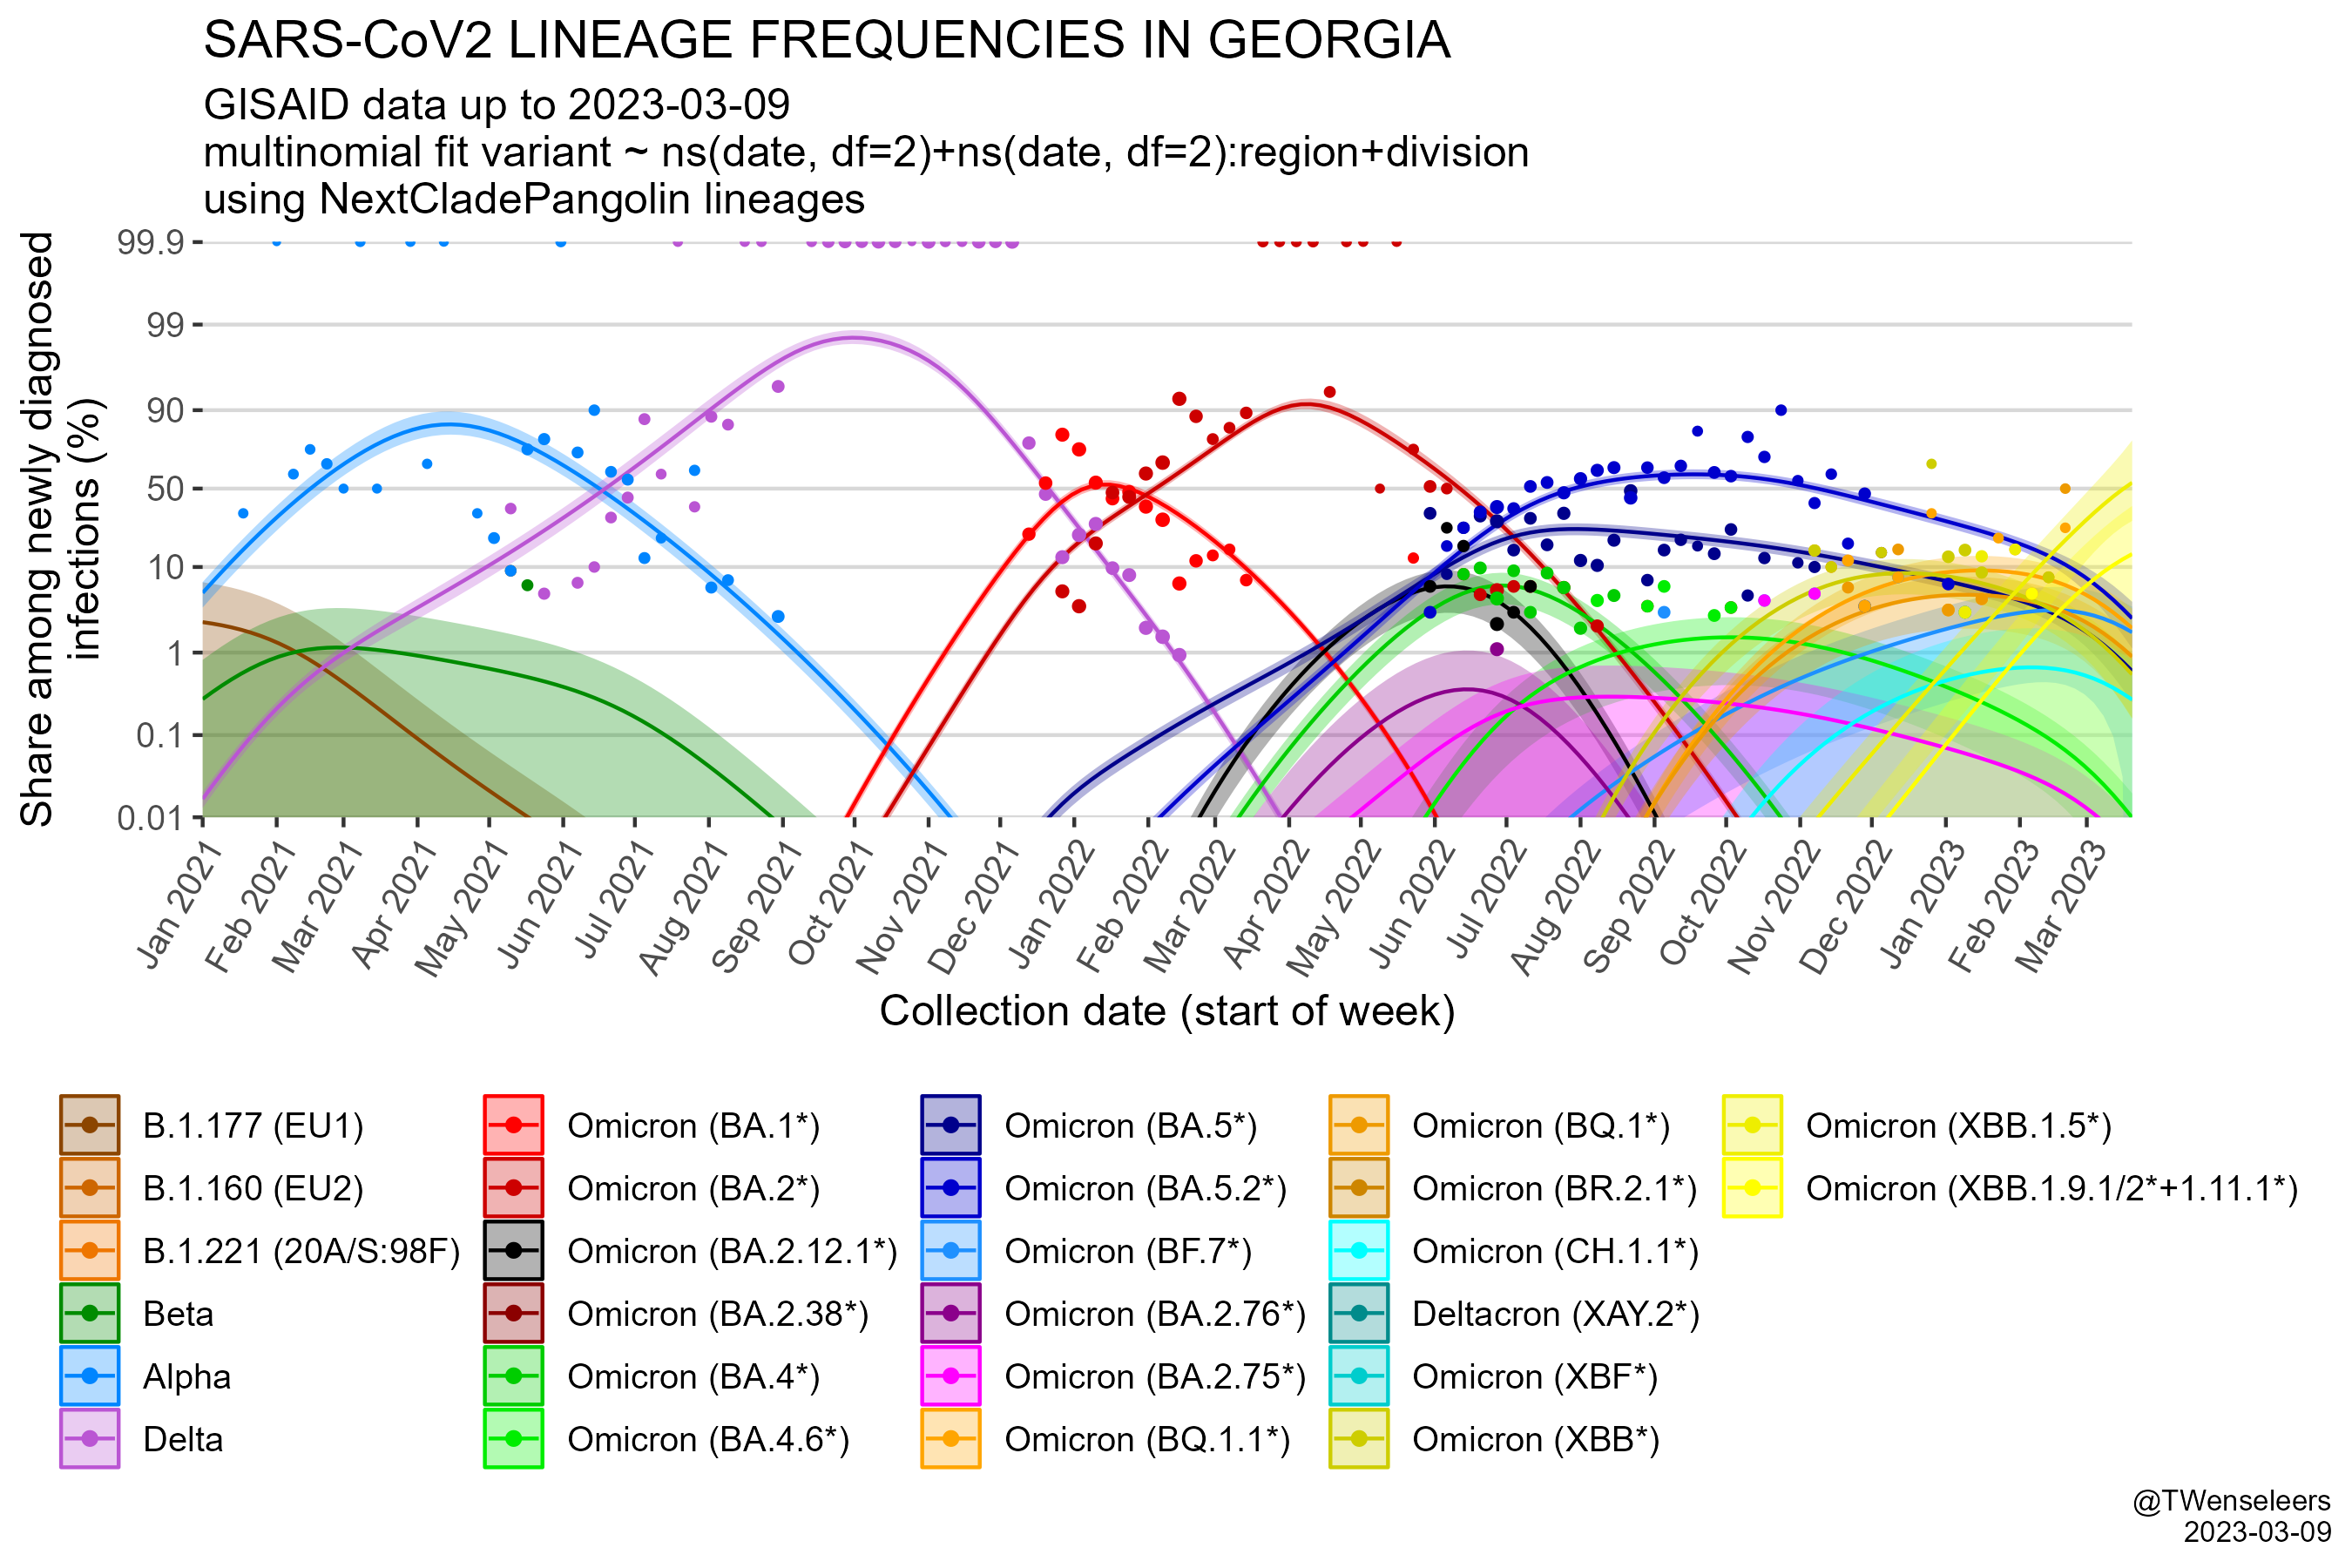 SARS-CoV2 LINEAGE FREQUENCIES IN GEORGIA
GISAID data up to 2023-03-09
multinomial fit variant ~ ns(date, df=2)+ns(date, df=2):region+division
using NextCladePangolin lineages
Share among newly diagnosed
infections (%)
99.9
99
90
50
10
1
0.1
0.01
Jan 2021
Feb 2021
Mar 2021
Apr 2021
May 2021
Jun 2021
Jul 2021
Aug 2021
Sep 2021
Oct 2021
Nov 2021
Dec 2021
Jan 2022
Feb 2022
Mar 2022
Apr 2022
May 2022
Jun 2022
Jul 2022
Aug 2022
Sep 2022
Oct 2022
Nov 2022
Dec 2022
Jan 2023
Feb 2023
Mar 2023
Collection date (start of week)
B.1.177 (EU1)
B.1.160 (EU2)
B.1.221 (20A/S:98F)
Beta
Alpha
Delta
Omicron (BA.1*)
Omicron (BA.2*)
Omicron (BA.2.12.1*)
Omicron (BA.2.38*)
Omicron (BA.4*)
Omicron (BA.4.6*)
Omicron (BA.5*)
Omicron (BA.5.2*)
Omicron (BF.7*)
Omicron (BA.2.76*)
Omicron (BA.2.75*)
Omicron (BQ.1.1*)
Omicron (BQ.1*)
Omicron (BR.2.1*)
Omicron (CH.1.1*)
Deltacron (XAY.2*)
Omicron (XBF*)
Omicron (XBB*)
Omicron (XBB.1.5*)
Omicron (XBB.1.9.1/2*+1.11.1*)
@TWenseleers
2023-03-09